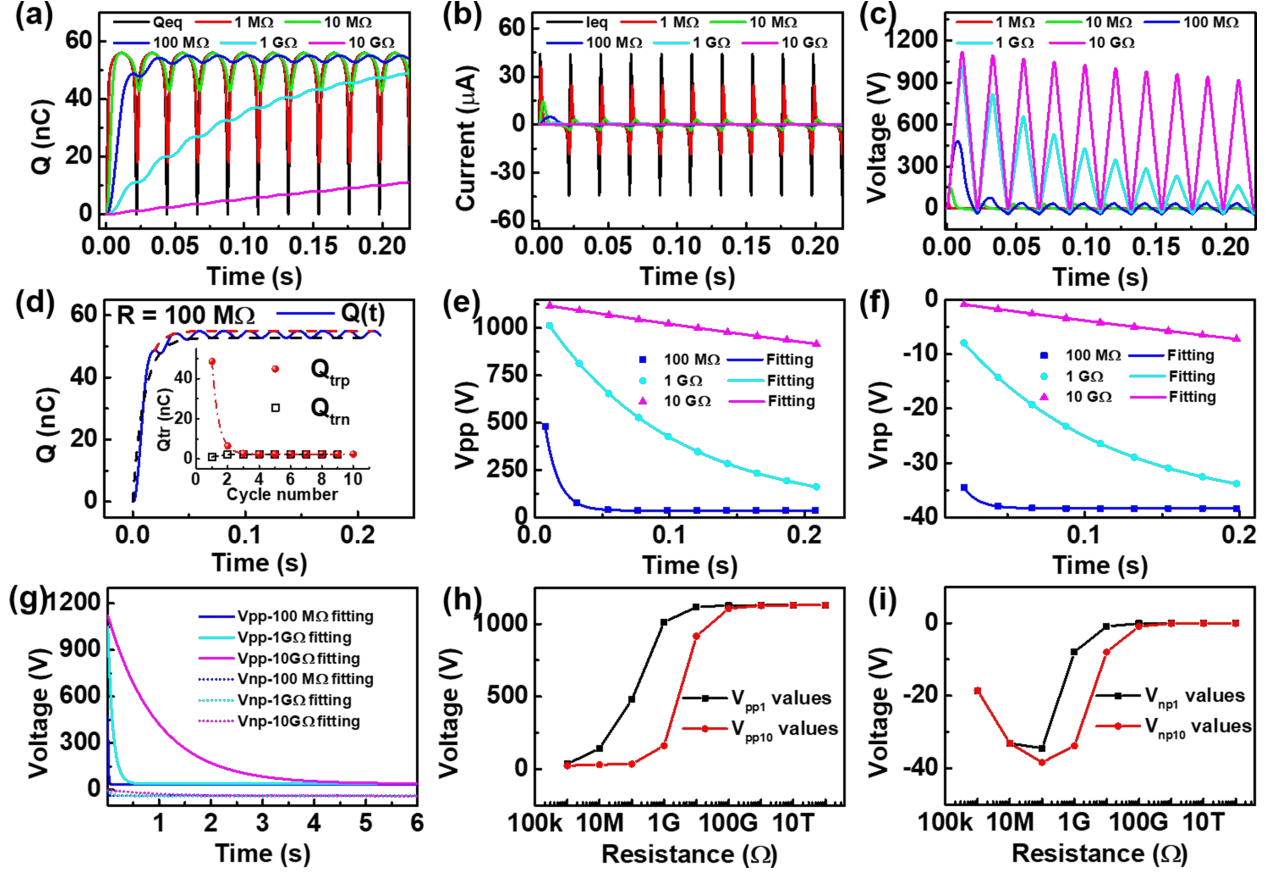 (a)
Qeq 1 MΩ 10 MΩ
100 MΩ 1 GΩ 10 GΩ
60
40
20
0
Q (nC)
0.00 0.05 0.10 0.15 0.20
Time (s)
(b)
Ieq 1 MΩ 10 MΩ
100 MΩ 1 GΩ 10 GΩ
60
30
0
-30
-60
Current (μA)
0.00 0.05 0.10 0.15 0.20
Time (s)
(c)
1 MΩ 10 MΩ 100 MΩ
1 GΩ 10 GΩ
1200
900
600
300
0
Voltage (V)
0.00 0.05 0.10 0.15 0.20
Time (s)
(d)
R = 100 MΩ Q(t)
60
40
20
0
Q (nC)
0.0 0.1 0.2
Time (s)
Qtrp
Qtrn
40
20
0
Qtr (nC)
0 2 4 6 8 10
Cycle number
(e)
1000
750
500
250
0
Vpp (V)
100 MΩ Fitting
1 GΩ Fitting
10 GΩ Fitting
0.0 0.1 0.2
Time (s)
(f)
0
-10
-20
-30
-40
Vnp (V)
100 MΩ Fitting
1 GΩ Fitting
10 GΩ Fitting
0.1 0.2
Time (s)
(g)
1200
900
600
300
0
Voltage (V)
Vpp-100 MΩ fitting
Vpp-1GΩ fitting
Vpp-10GΩ fitting
Vnp-100 MΩ fitting
Vnp-1GΩ fitting
Vnp-10GΩ fitting
0 1 2 3 4 5 6
Time (s)
(h)
1000
500
0
Voltage (V)
Vpp1 values
Vpp10 values
100k 10M 1G 100G 10T
Resistance (Ω)
(i)
0
-20
-40
Voltage (V)
Vnp1 values
Vnp10 values
100k 10M 1G 100G 10T
Resistance (Ω)